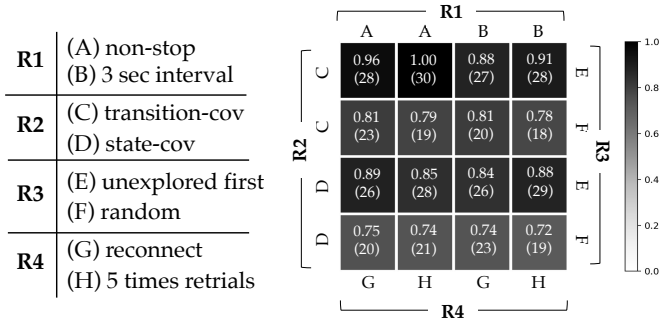 R1
(A) non-stop
(B) 3 sec interval
R2
(C) transition-cov
(D) state-cov
R3
(E) unexplored first
(F) random
R4
(G) reconnect
(H) 5 times retrials
R1
A A B B
R2
C 0.96 1.00 0.88 0.91 E
(28) (30) (27) (28)
C 0.81 0.79 0.81 0.78 F
(23) (19) (20) (18)
D 0.89 0.85 0.84 0.88 E
(26) (28) (26) (29)
D 0.75 0.74 0.74 0.72 F
(20) (21) (23) (19)
R3
G H G H
R4
1.0
0.8
0.6
0.4
0.2
0.0